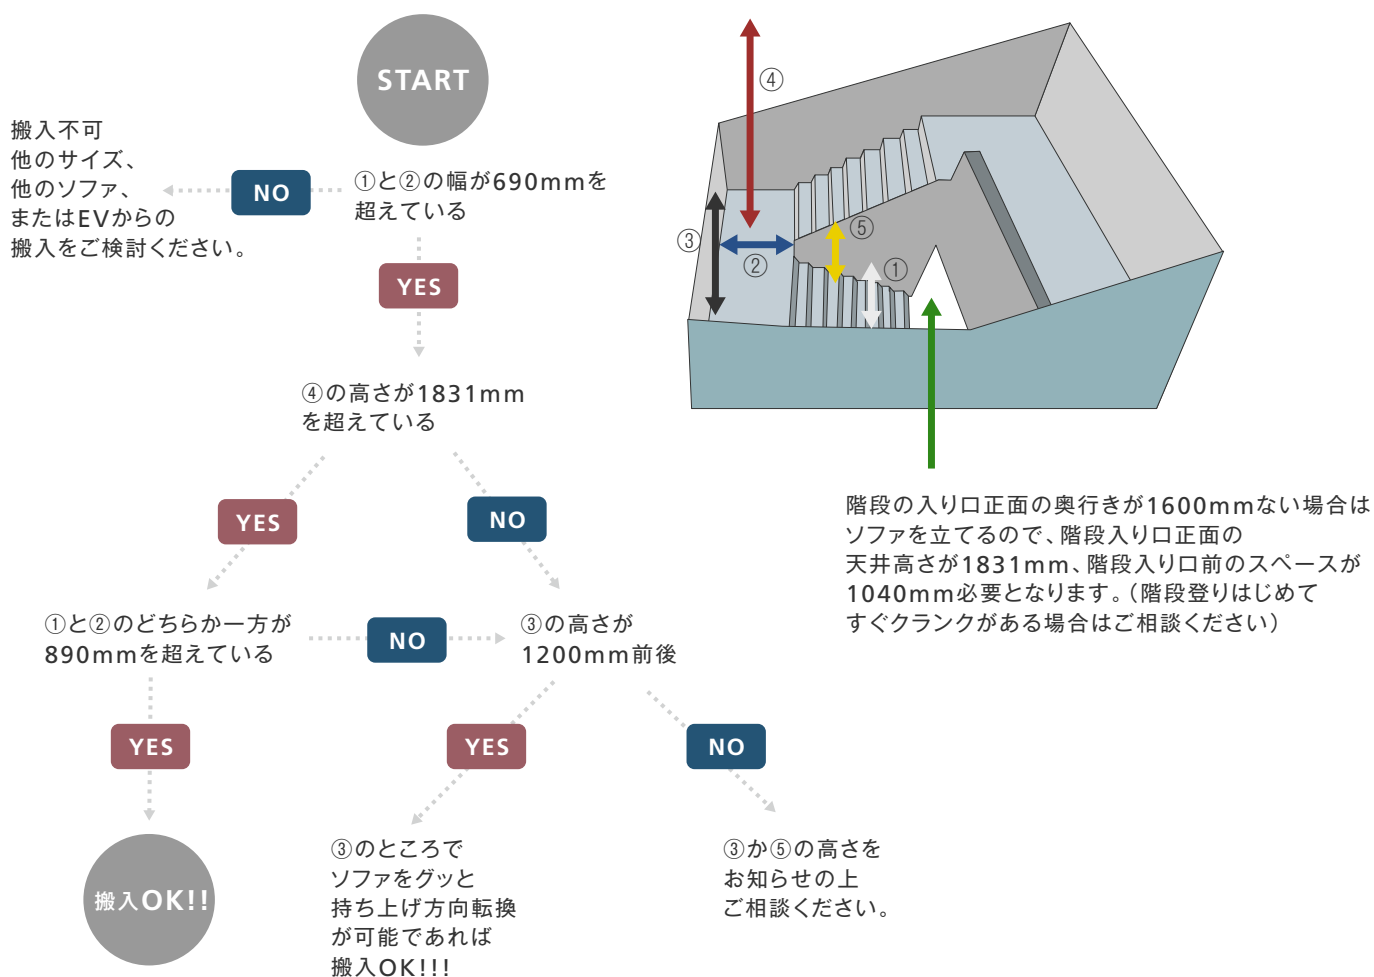 START
搬入不可
他のサイズ、
他のソファ、
またはEVからの
搬入をご検討ください。
NO
①と②の幅が690mmを
超えている
YES
④の高さが1831mm
を超えている
YES
NO
①と②のどちらか一方が
890mmを超えている
NO
③の高さが
1200mm前後
YES
YES
NO
搬入OK!!
③のところで
ソファをグッと
持ち上げ方向転換
が可能であれば
搬入OK!!!
③か⑤の高さを
お知らせの上
ご相談ください。
④
③
②
⑤
①
階段の入り口正面の奥行きが1600mmない場合は
ソファを立てるので、階段入り口正面の
天井高さが1831mm、階段入り口前のスペースが
1040mm必要となります。(階段登りはじめて
すぐクランクがある場合はご相談ください)